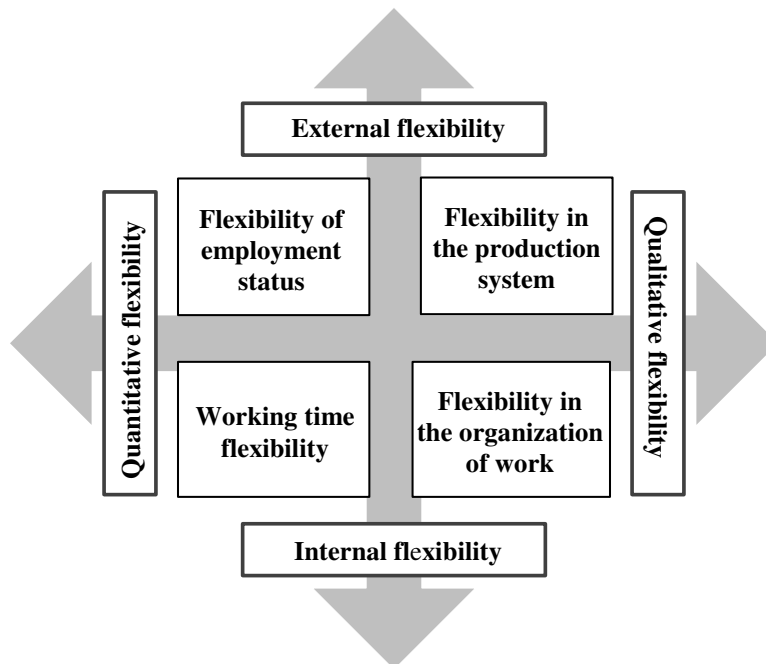 External flexibility
Quantitative flexibility
Flexibility of
employment
status
Flexibility in
the production
system
Qualitative flexibility
Working time
flexibility
Flexibility in
the organization
of work
Internal flexibility